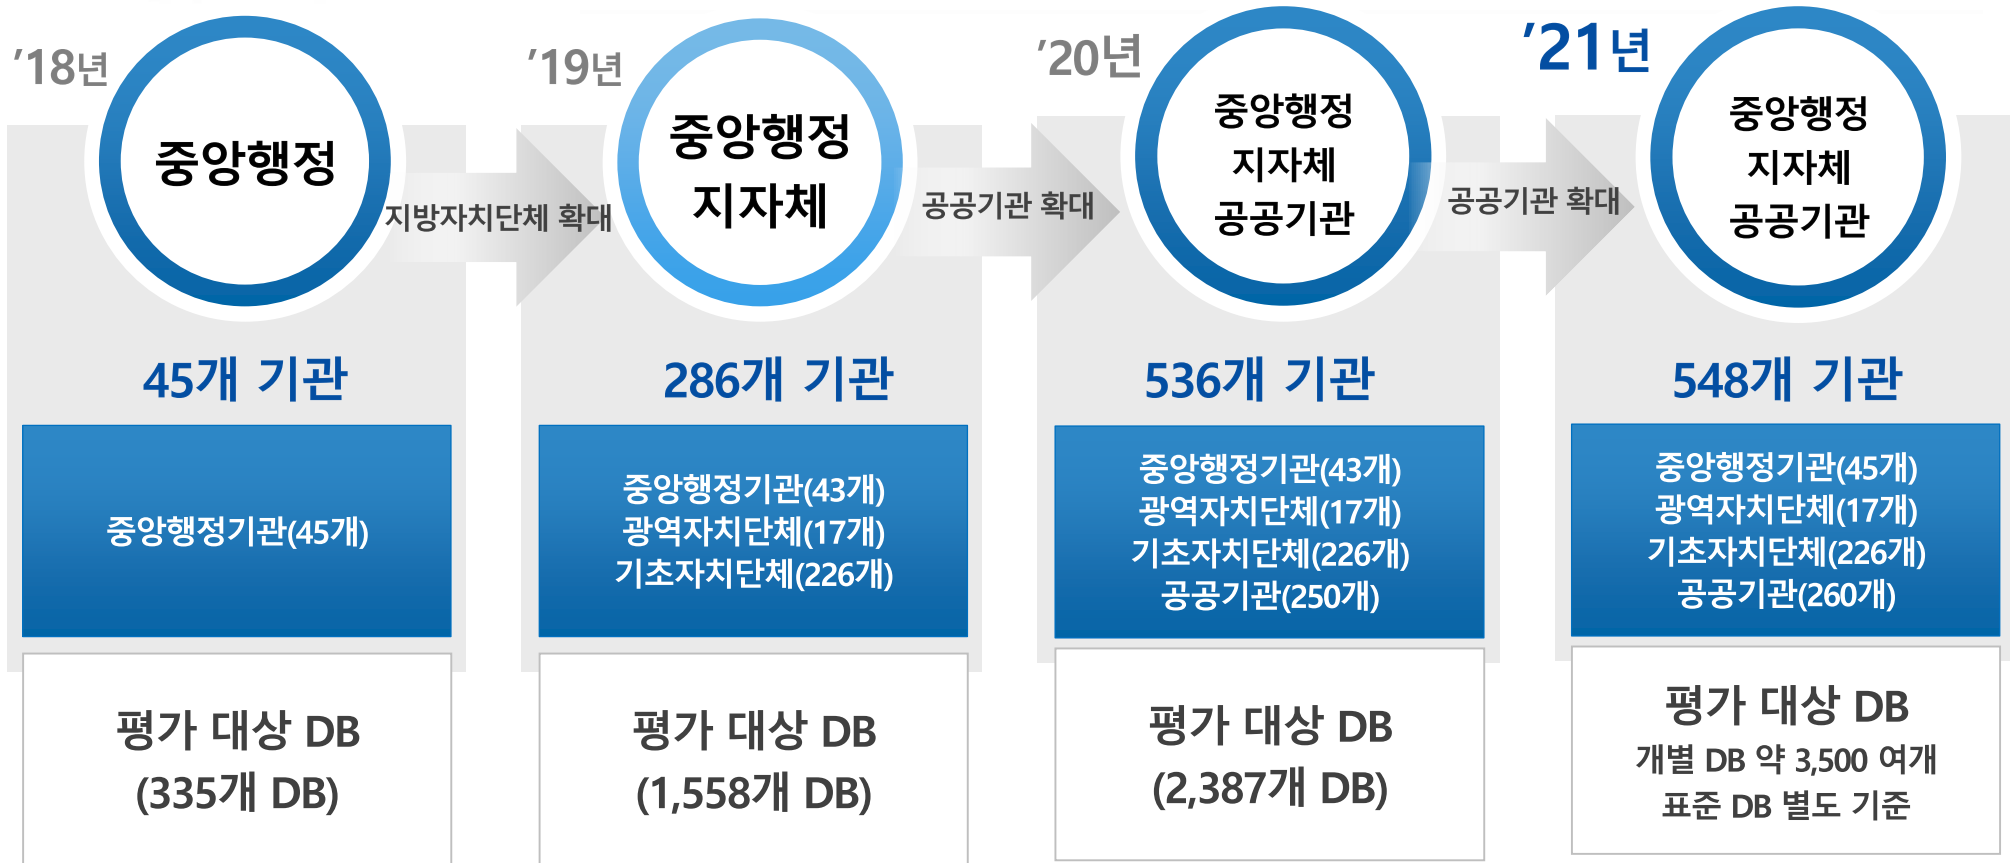 ’18년
중앙행정
45개 기관
중앙행정기관(45개)
평가 대상 DB
(335개 DB)
지방자치단체 확대
’19년
중앙행정
지자체
286개 기관
중앙행정기관(43개)
광역자치단체(17개)
기초자치단체(226개)
평가 대상 DB
(1,558개 DB)
공공기관 확대
’20년
중앙행정
지자체
공공기관
536개 기관
중앙행정기관(43개)
광역자치단체(17개)
기초자치단체(226개)
공공기관(250개)
평가 대상 DB
(2,387개 DB)
공공기관 확대
’21년
중앙행정
지자체
공공기관
548개 기관
중앙행정기관(45개)
광역자치단체(17개)
기초자치단체(226개)
공공기관(260개)
평가 대상 DB
개별 DB 약 3,500 여개
표준 DB 별도 기준